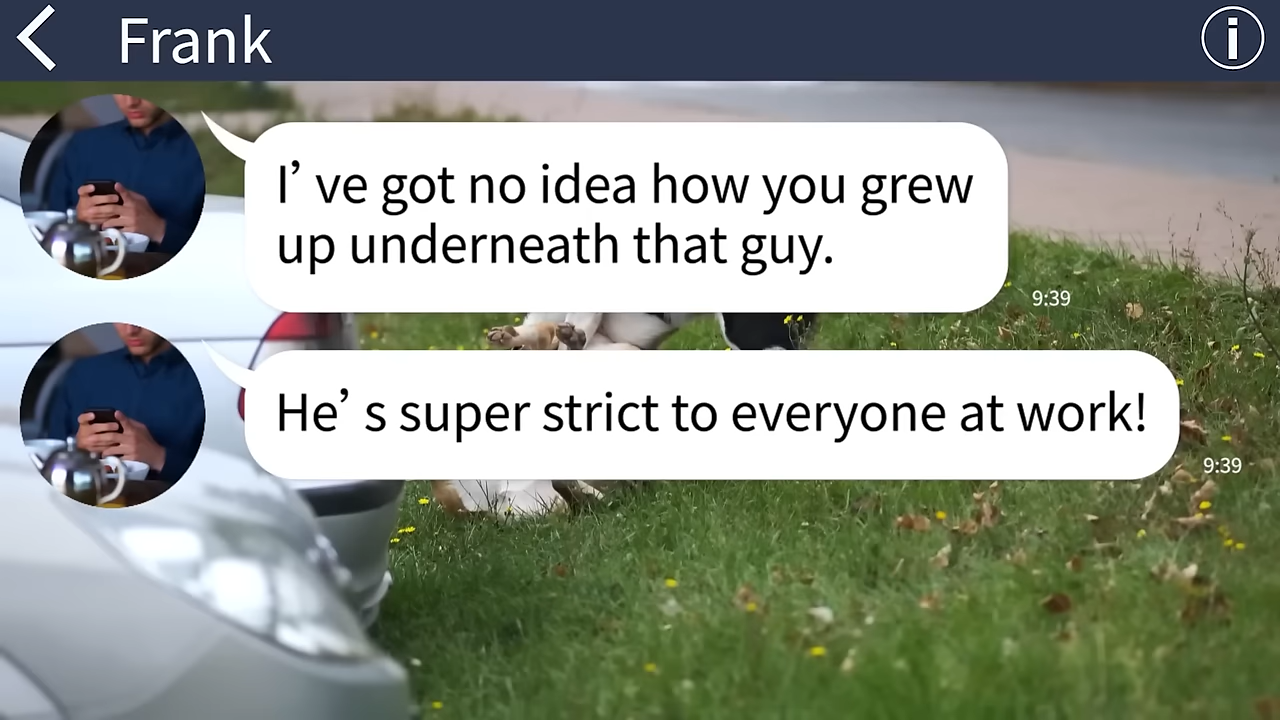 Frank
I’ ve got no idea how you grew
up underneath that guy.
9:39
He’ s super strict to everyone at work!
9:39